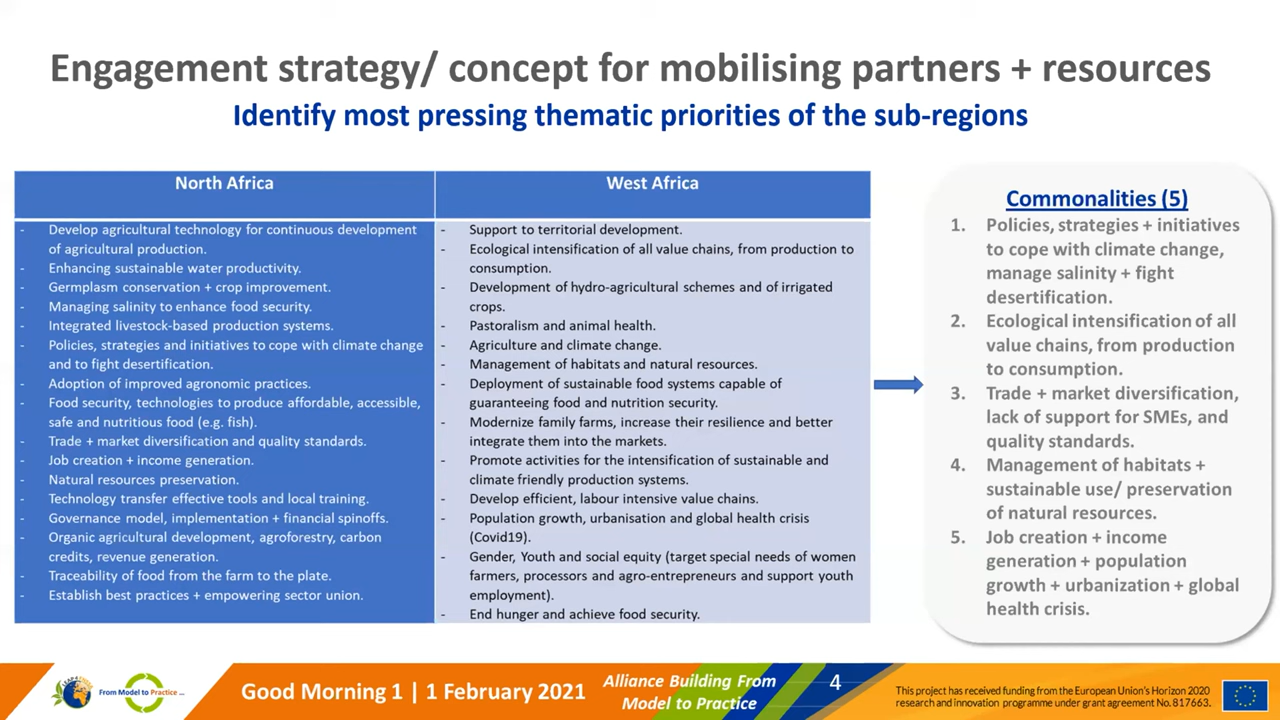 Engagement strategy/ concept for mobilising partners + resources
Identify most pressing thematic priorities of the sub-regions
North Africa
- Develop agricultural technology for continuous development
of agricultural production.
- Enhancing sustainable water productivity.
- Germplasm conservation + crop improvement.
- Managing salinity to enhance food security.
- Integrated livestock-based production systems.
- Policies, strategies and initiatives to cope with climate change
and to fight desertification.
- Adoption of improved agronomic practices.
- Food security, technologies to produce affordable, accessible,
safe and nutritious food (e.g. fish).
- Trade + market diversification and quality standards.
- Job creation + income generation.
- Natural resources preservation.
- Technology transfer effective tools and local training.
- Governance model, implementation + financial spinoffs.
- Organic agricultural development, agroforestry, carbon
credits, revenue generation.
- Traceability of food from the farm to the plate.
- Establish best practices + empowering sector union.
West Africa
- Support to territorial development.
- Ecological intensification of all value chains, from production to
consumption.
- Development of hydro-agricultural schemes and of irrigated
crops.
- Pastoralism and animal health.
- Agriculture and climate change.
- Management of habitats and natural resources.
- Deployment of sustainable food systems capable of
guaranteeing food and nutrition security.
- Modernize family farms, increase their resilience and better
integrate them into the markets.
- Promote activities for the intensification of sustainable and
climate friendly production systems.
- Develop efficient, labour intensive value chains.
- Population growth, urbanisation and global health crisis
(Covid19).
- Gender, Youth and social equity (target special needs of women
farmers, processors and agro-entrepreneurs and support youth
employment).
- End hunger and achieve food security.
Commonalities (5)
1. Policies, strategies + initiatives
to cope with climate change,
manage salinity + fight
desertification.
2. Ecological intensification of all
value chains, from production
to consumption.
3. Trade + market diversification,
lack of support for SMEs, and
quality standards.
4. Management of habitats +
sustainable use/ preservation
of natural resources.
5. Job creation + income
generation + population
growth + urbanization + global
health crisis.
From Model to Practice ...
Good Morning 1 | 1 February 2021
Alliance Building From
Model to Practice
4
This project has received funding from the European Union's Horizon 2020
research and innovation programme under grant agreement No. 817663.